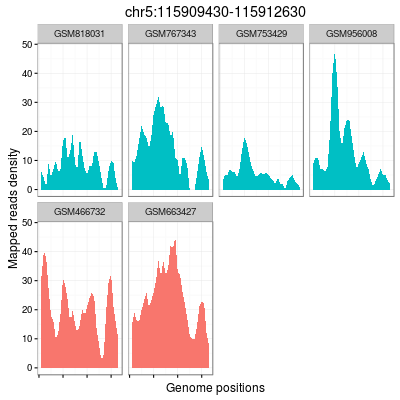 chr5:115909430-115912630
GSM818031 GSM767343 GSM753429 GSM956008
50
40
30
20
10
0
GSM466732 GSM663427
50
40
30
20
10
0
Mapped reads density
Genome positions